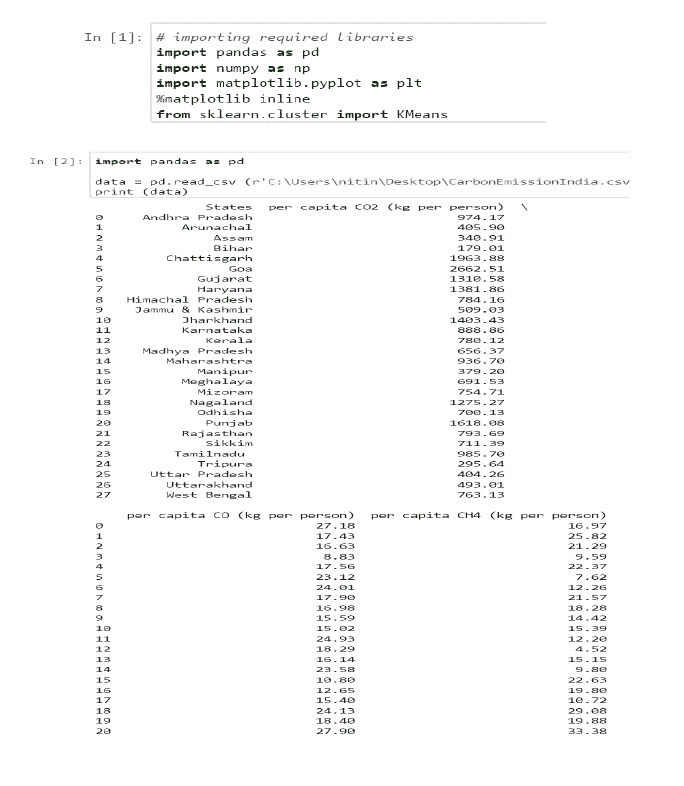 In [1]: # importing required libraries
import pandas as pd
import numpy as np
import matplotlib.pyplot as plt
%matplotlib inline
from sklearn.cluster import KMeans
In [2]: import pandas as pd
data = pd.read_csv (r'C:\Users\nitin\Desktop\CarbonEmissionIndia.csv
print (data)
States per capita CO2 (kg per person) \
0 Andhra Pradesh 974.17
1 Arunachal 405.90
2 Assam 340.91
3 Bihar 179.01
4 Chattisgarh 1963.88
5 Goa 2662.51
6 Gujarat 1310.58
7 Haryana 1381.86
8 Himachal Pradesh 784.16
9 Jammu & Kashmir 509.03
10 Jharkhand 1403.43
11 Karnataka 888.86
12 Kerala 780.12
13 Madhya Pradesh 656.37
14 Maharashtra 936.70
15 Manipur 379.20
16 Meghalaya 691.53
17 Mizoram 754.71
18 Nagaland 1275.27
19 Odhisha 700.13
20 Punjab 1618.08
21 Rajasthan 793.69
22 Sikkim 711.39
23 Tamilnadu 985.70
24 Tripura 295.64
25 Uttar Pradesh 404.26
26 Uttarakhand 493.01
27 West Bengal 763.13
per capita CO (kg per person) per capita CH4 (kg per person)
0 27.18 16.97
1 17.43 25.82
2 16.63 21.29
3 8.83 9.59
4 17.56 22.37
5 23.12 7.62
6 24.01 12.26
7 17.90 21.57
8 16.98 18.28
9 15.59 14.42
10 15.02 15.39
11 24.93 12.20
12 18.29 4.52
13 16.14 15.15
14 23.58 9.80
15 10.80 22.63
16 12.65 19.80
17 15.40 10.72
18 24.13 29.08
19 18.40 19.88
20 27.90 33.38